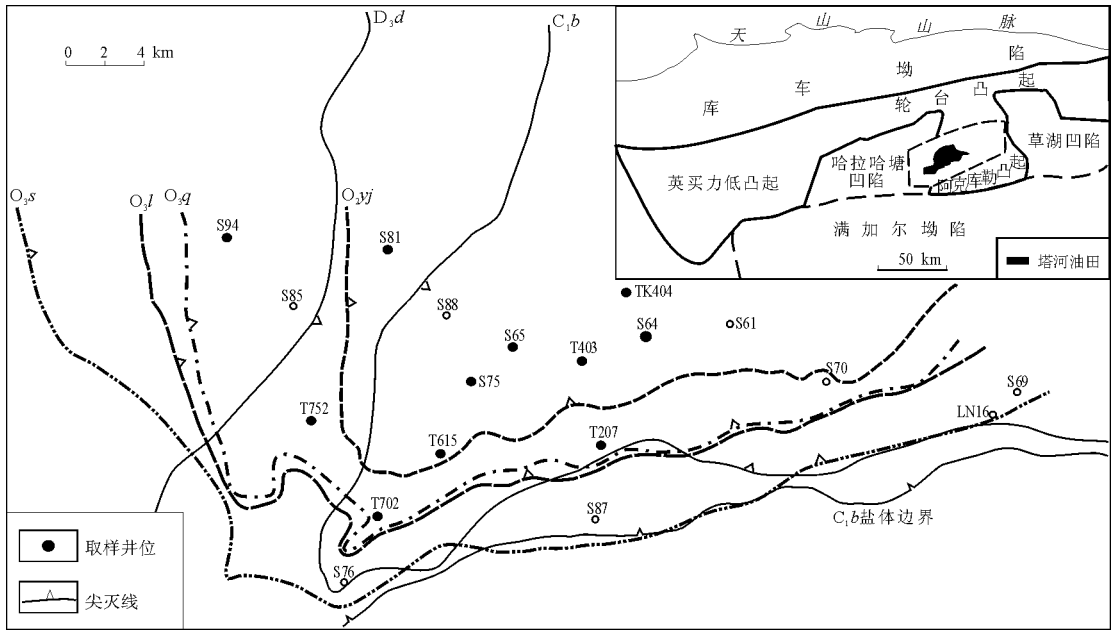 D₃d
C₁b
0 2 4 km
天 山 山 脉
库 车 坳 陷
轮 台 凸 起
草湖凹陷
哈拉哈塘
凹陷
英买力低凸起
阿克库勒凸起
满加尔坳陷
50 km
塔河油田
O₃s
O₃l
O₃q
O₂yj
S94
S81
S85
S88
TK404
S65
S64
S61
T403
S75
S70
S69
LN16
T752
T615
T207
T702
S87
C₁b盐体边界
S76
取样井位
尖灭线